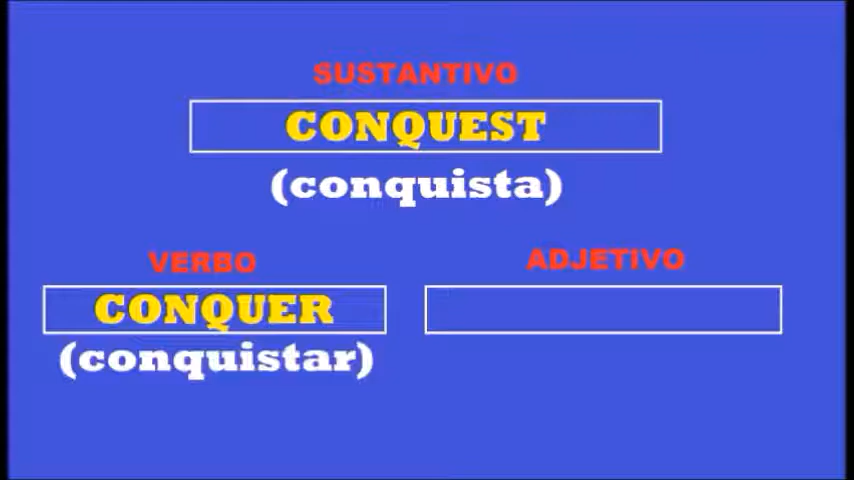 SUSTANTIVO
CONQUEST
(conquista)
VERBO
ADJETIVO
CONQUER
(conquistar)